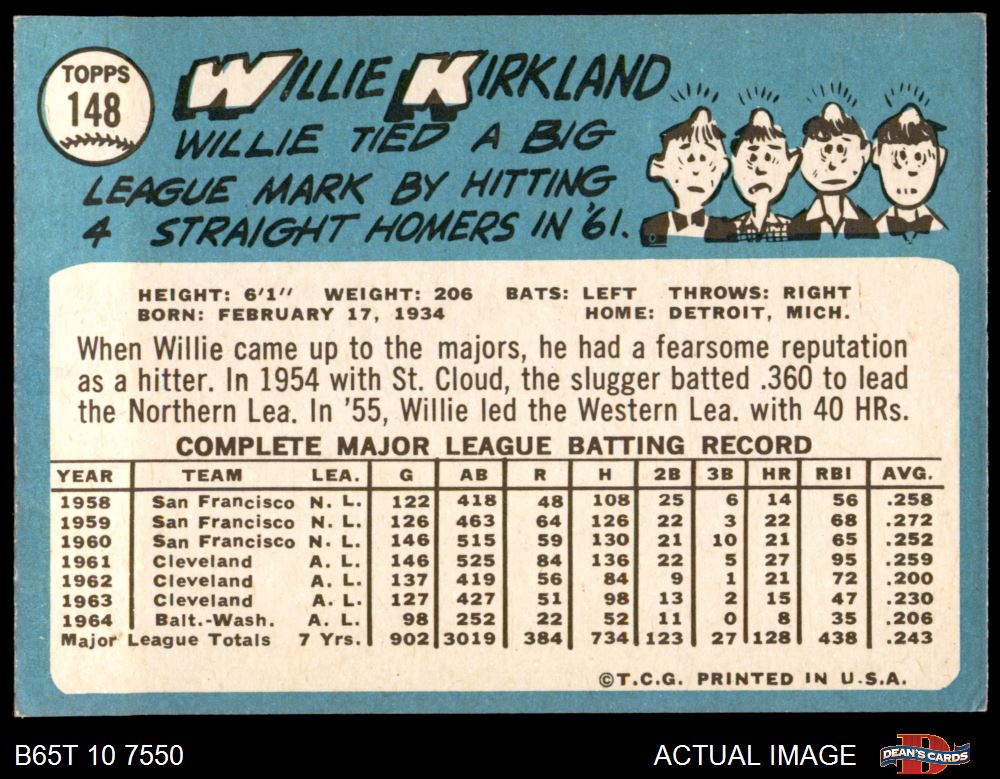 TOPPS
148
WILLIE KIRKLAND
WILLIE TIED A BIG
LEAGUE MARK BY HITTING
4 STRAIGHT HOMERS IN '61.
HEIGHT: 6'1" WEIGHT: 206 BATS: LEFT THROWS: RIGHT
BORN: FEBRUARY 17, 1934 HOME: DETROIT, MICH.
When Willie came up to the majors, he had a fearsome reputation
as a hitter. In 1954 with St. Cloud, the slugger batted .360 to lead
the Northern Lea. In '55, Willie led the Western Lea. with 40 HRs.
COMPLETE MAJOR LEAGUE BATTING RECORD
YEAR TEAM LEA. G AB R H 2B 3B HR RBI AVG.
1958 San Francisco N. L. 122 418 48 108 25 6 14 56 .258
1959 San Francisco N. L. 126 463 64 126 22 3 22 68 .272
1960 San Francisco N. L. 146 515 59 130 21 10 21 65 .252
1961 Cleveland A. L. 146 525 84 136 22 5 27 95 .259
1962 Cleveland A. L. 137 419 56 84 9 1 21 72 .200
1963 Cleveland A. L. 127 427 51 98 13 2 15 47 .230
1964 Balt.-Wash. A. L. 98 252 22 52 11 0 8 35 .206
Major League Totals 7 Yrs. 902 3019 384 734 123 27 128 438 .243
©T.C.G. PRINTED IN U.S.A.
B65T 10 7550 ACTUAL IMAGE DEAN'S CARDS